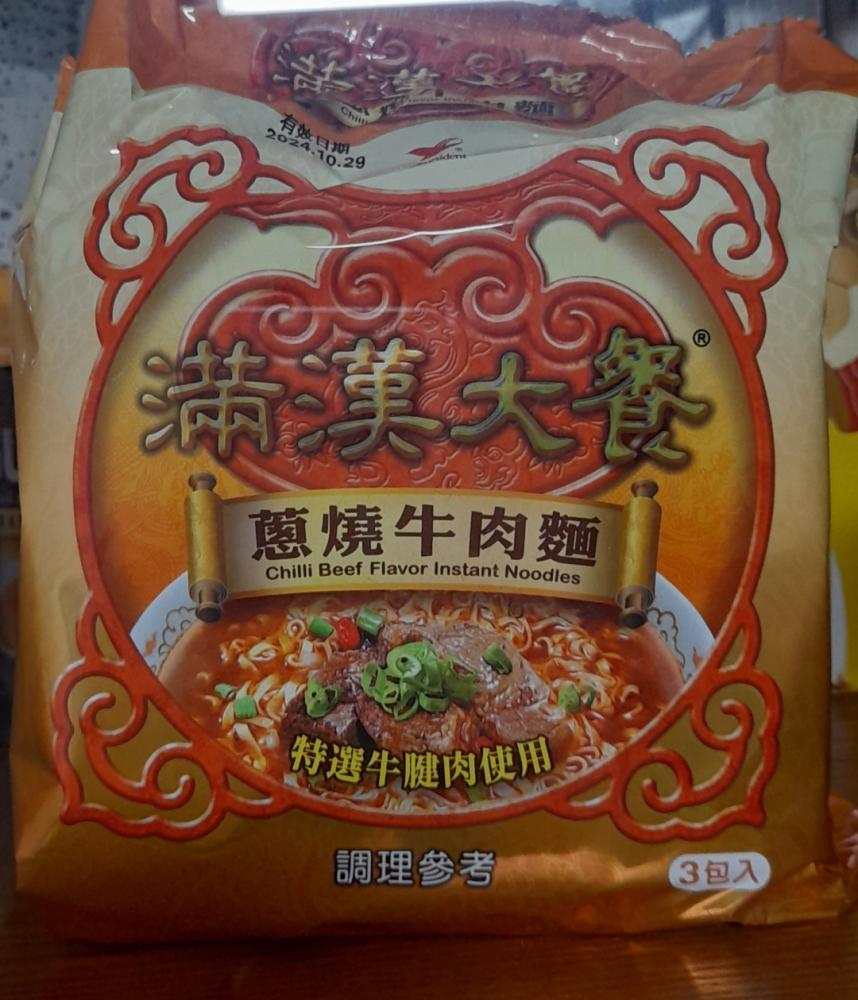 有效日期
2024.10.29
滿漢大餐®
蔥燒牛肉麵
Chilli Beef Flavor Instant Noodles
特選牛腱肉使用
調理參考
3包入